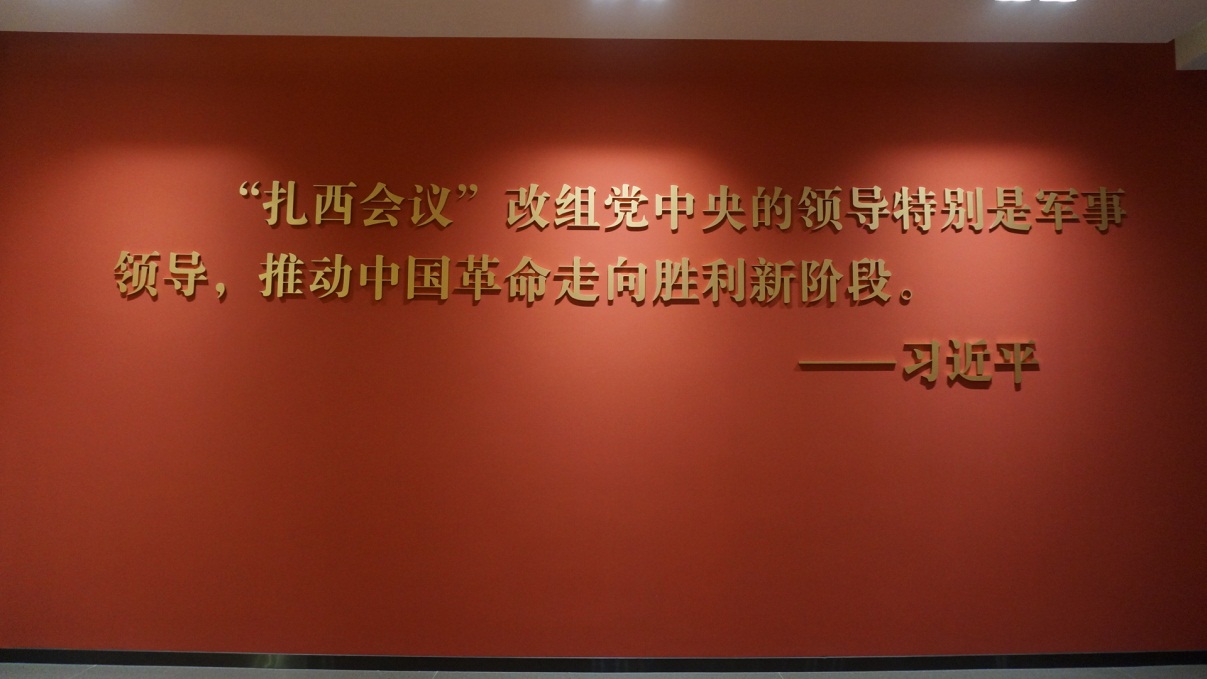 “扎西会议”改组党中央的领导特别是军事
领导，推动中国革命走向胜利新阶段。
——习近平